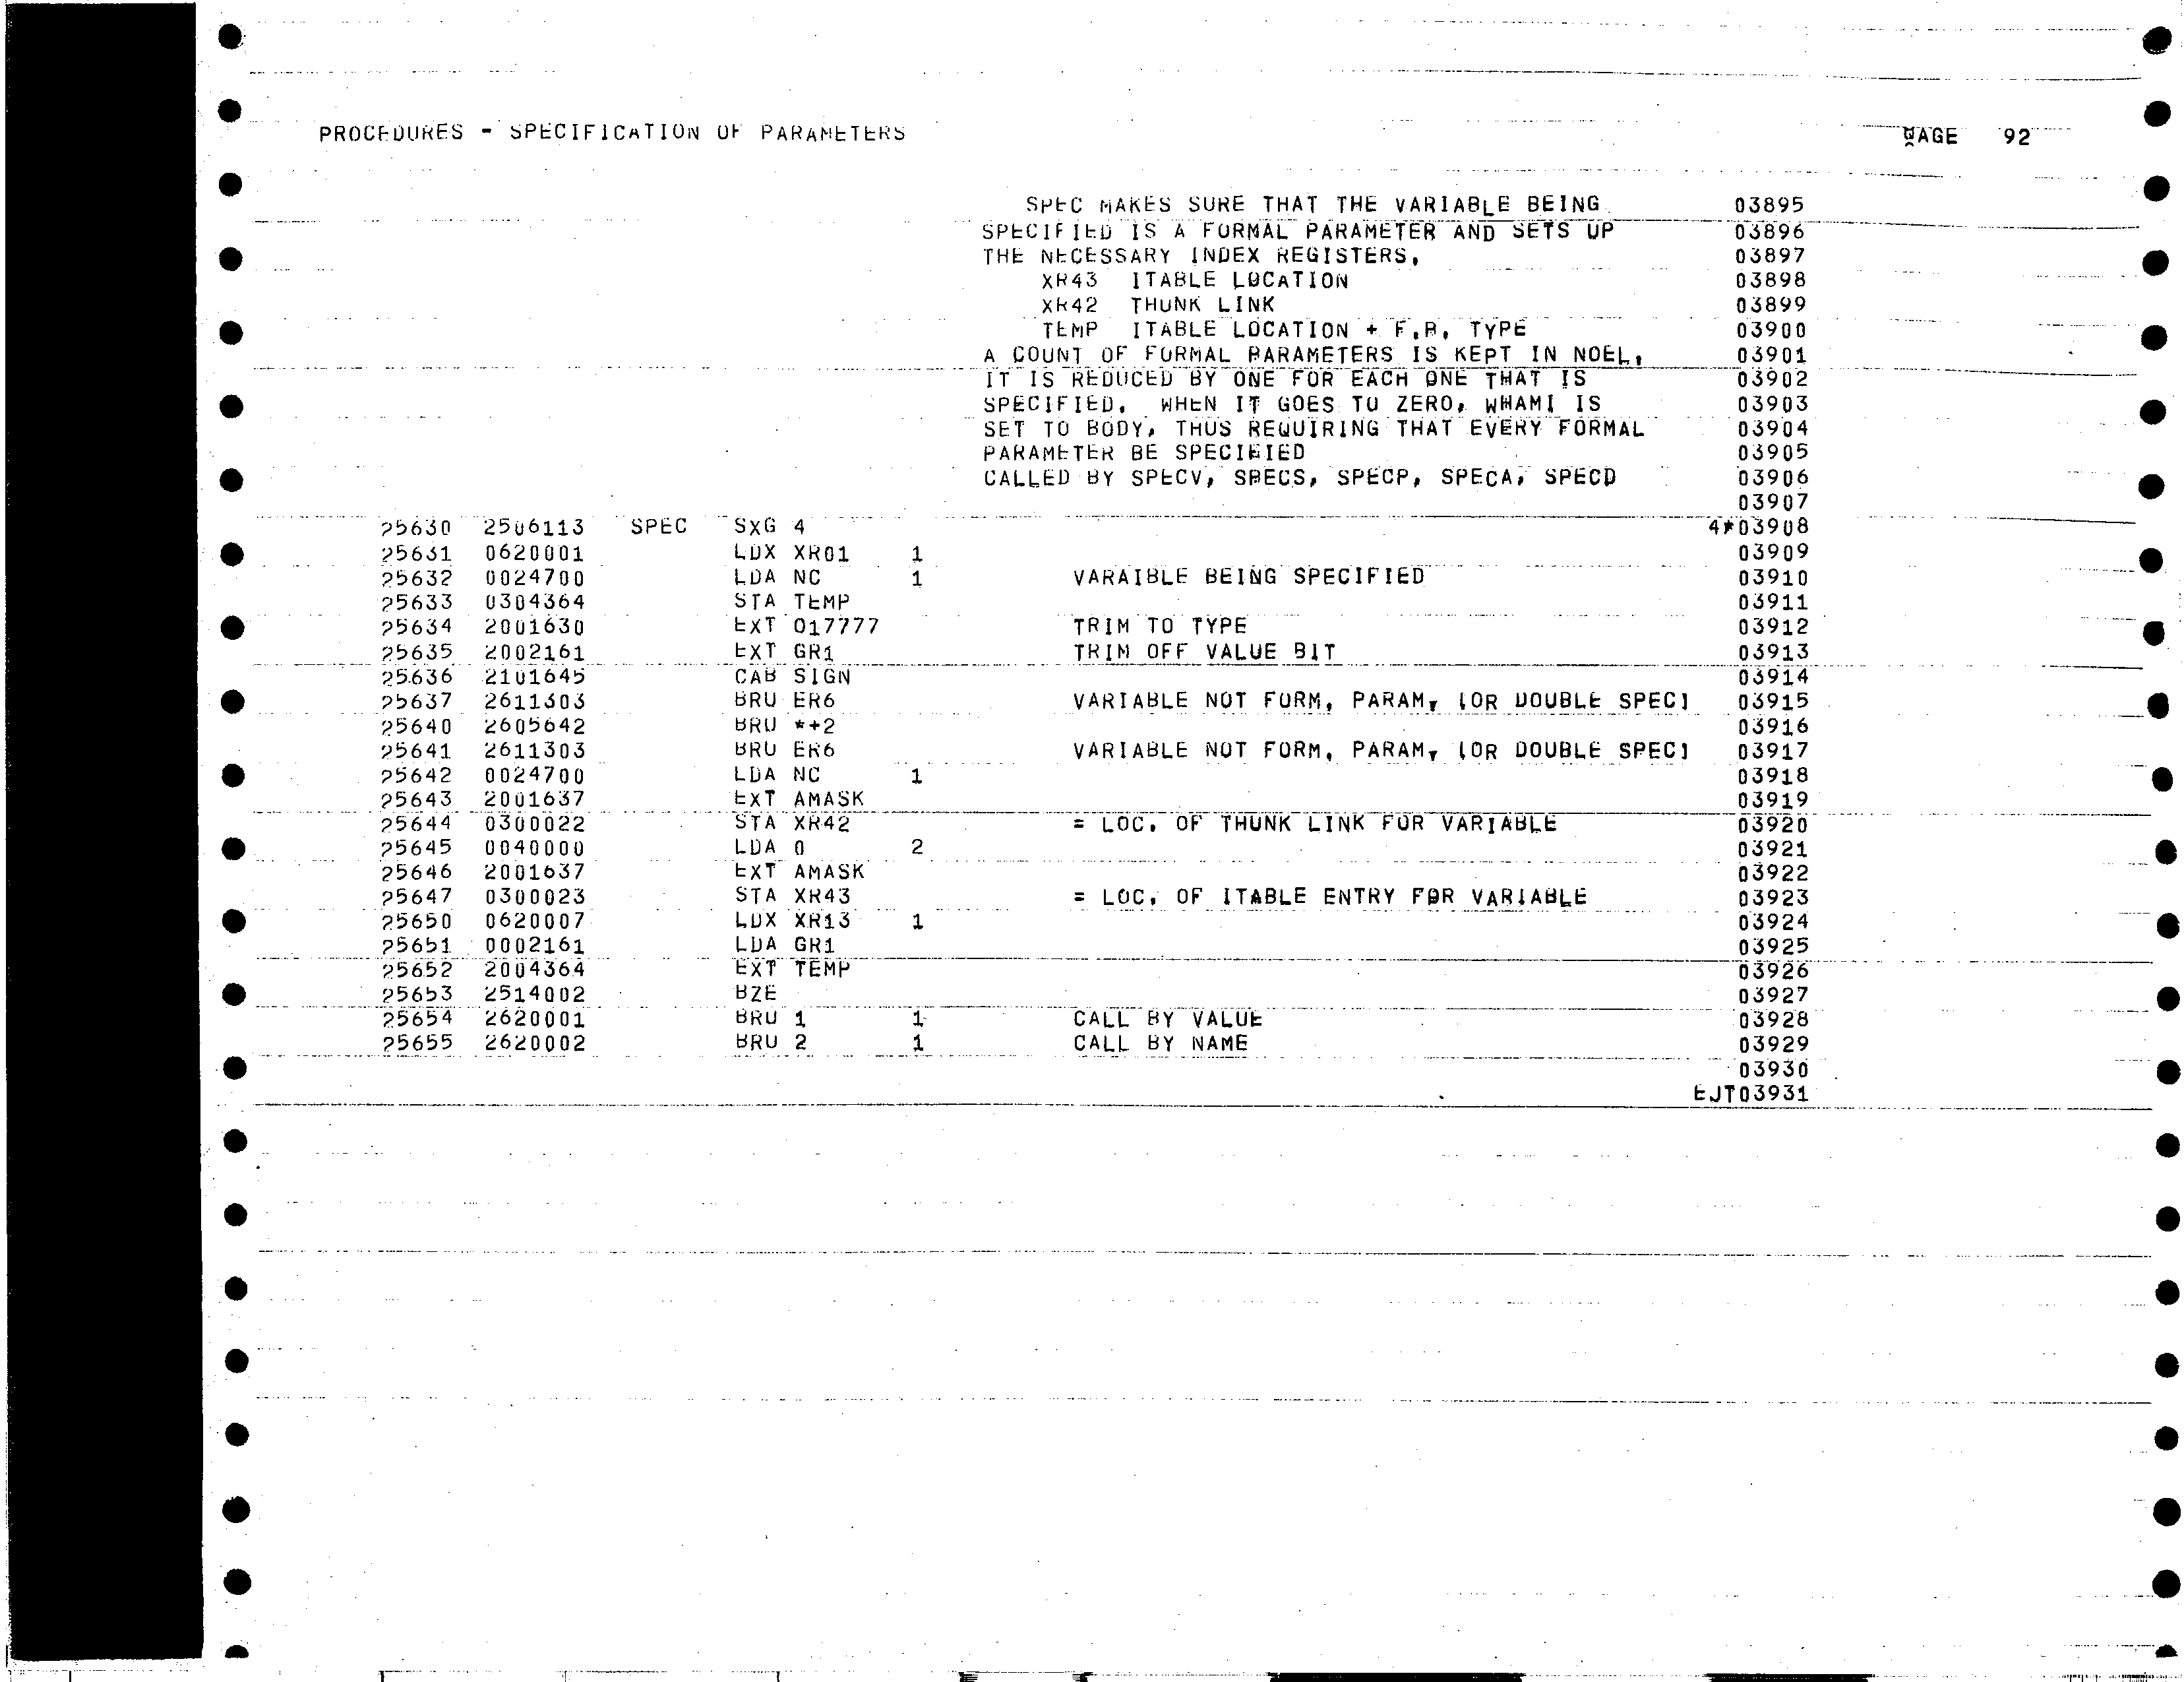 PROCEDURES - SPECIFICATION OF PARAMETERS PAGE 92
SPEC MAKES SURE THAT THE VARIABLE BEING 03895
SPECIFIED IS A FORMAL PARAMETER AND SETS UP 03896
THE NECESSARY INDEX REGISTERS, 03897
XR43 ITABLE LOCATION 03898
XR42 THUNK LINK 03899
TEMP ITABLE LOCATION + F.P. TYPE 03900
A COUNT OF FORMAL PARAMETERS IS KEPT IN NOEL, 03901
IT IS REDUCED BY ONE FOR EACH ONE THAT IS 03902
SPECIFIED, WHEN IT GOES TO ZERO, WHAMI IS 03903
SET TO BODY, THUS REQUIRING THAT EVERY FORMAL 03904
PARAMETER BE SPECIFIED 03905
CALLED BY SPECV, SPECS, SPECP, SPECA, SPECD 03906
03907
25630 2506113 SPEC SXG 4 4*03908
25631 0620001 LDX XR01 1 03909
25632 0024700 LDA NC 1 VARAIBLE BEING SPECIFIED 03910
25633 0304364 STA TEMP 03911
25634 2001630 EXT O17777 TRIM TO TYPE 03912
25635 2002161 EXT GR1 TRIM OFF VALUE BIT 03913
25636 2101645 CAB SIGN 03914
25637 2611303 BRU ER6 VARIABLE NOT FORM, PARAM, [OR DOUBLE SPEC] 03915
25640 2605642 BRU *+2 03916
25641 2611303 BRU ER6 VARIABLE NOT FORM, PARAM, [OR DOUBLE SPEC] 03917
25642 0024700 LDA NC 1 03918
25643 2001637 EXT AMASK 03919
25644 0300022 STA XR42 = LOC. OF THUNK LINK FOR VARIABLE 03920
25645 0040000 LDA 0 2 03921
25646 2001637 EXT AMASK 03922
25647 0300023 STA XR43 = LOC. OF ITABLE ENTRY FOR VARIABLE 03923
25650 0620007 LDX XR13 1 03924
25651 0002161 LDA GR1 03925
25652 2004364 EXT TEMP 03926
25653 2514002 BZE 03927
25654 2620001 BRU 1 1 CALL BY VALUE 03928
25655 2620002 BRU 2 1 CALL BY NAME 03929
03930
EJT03931